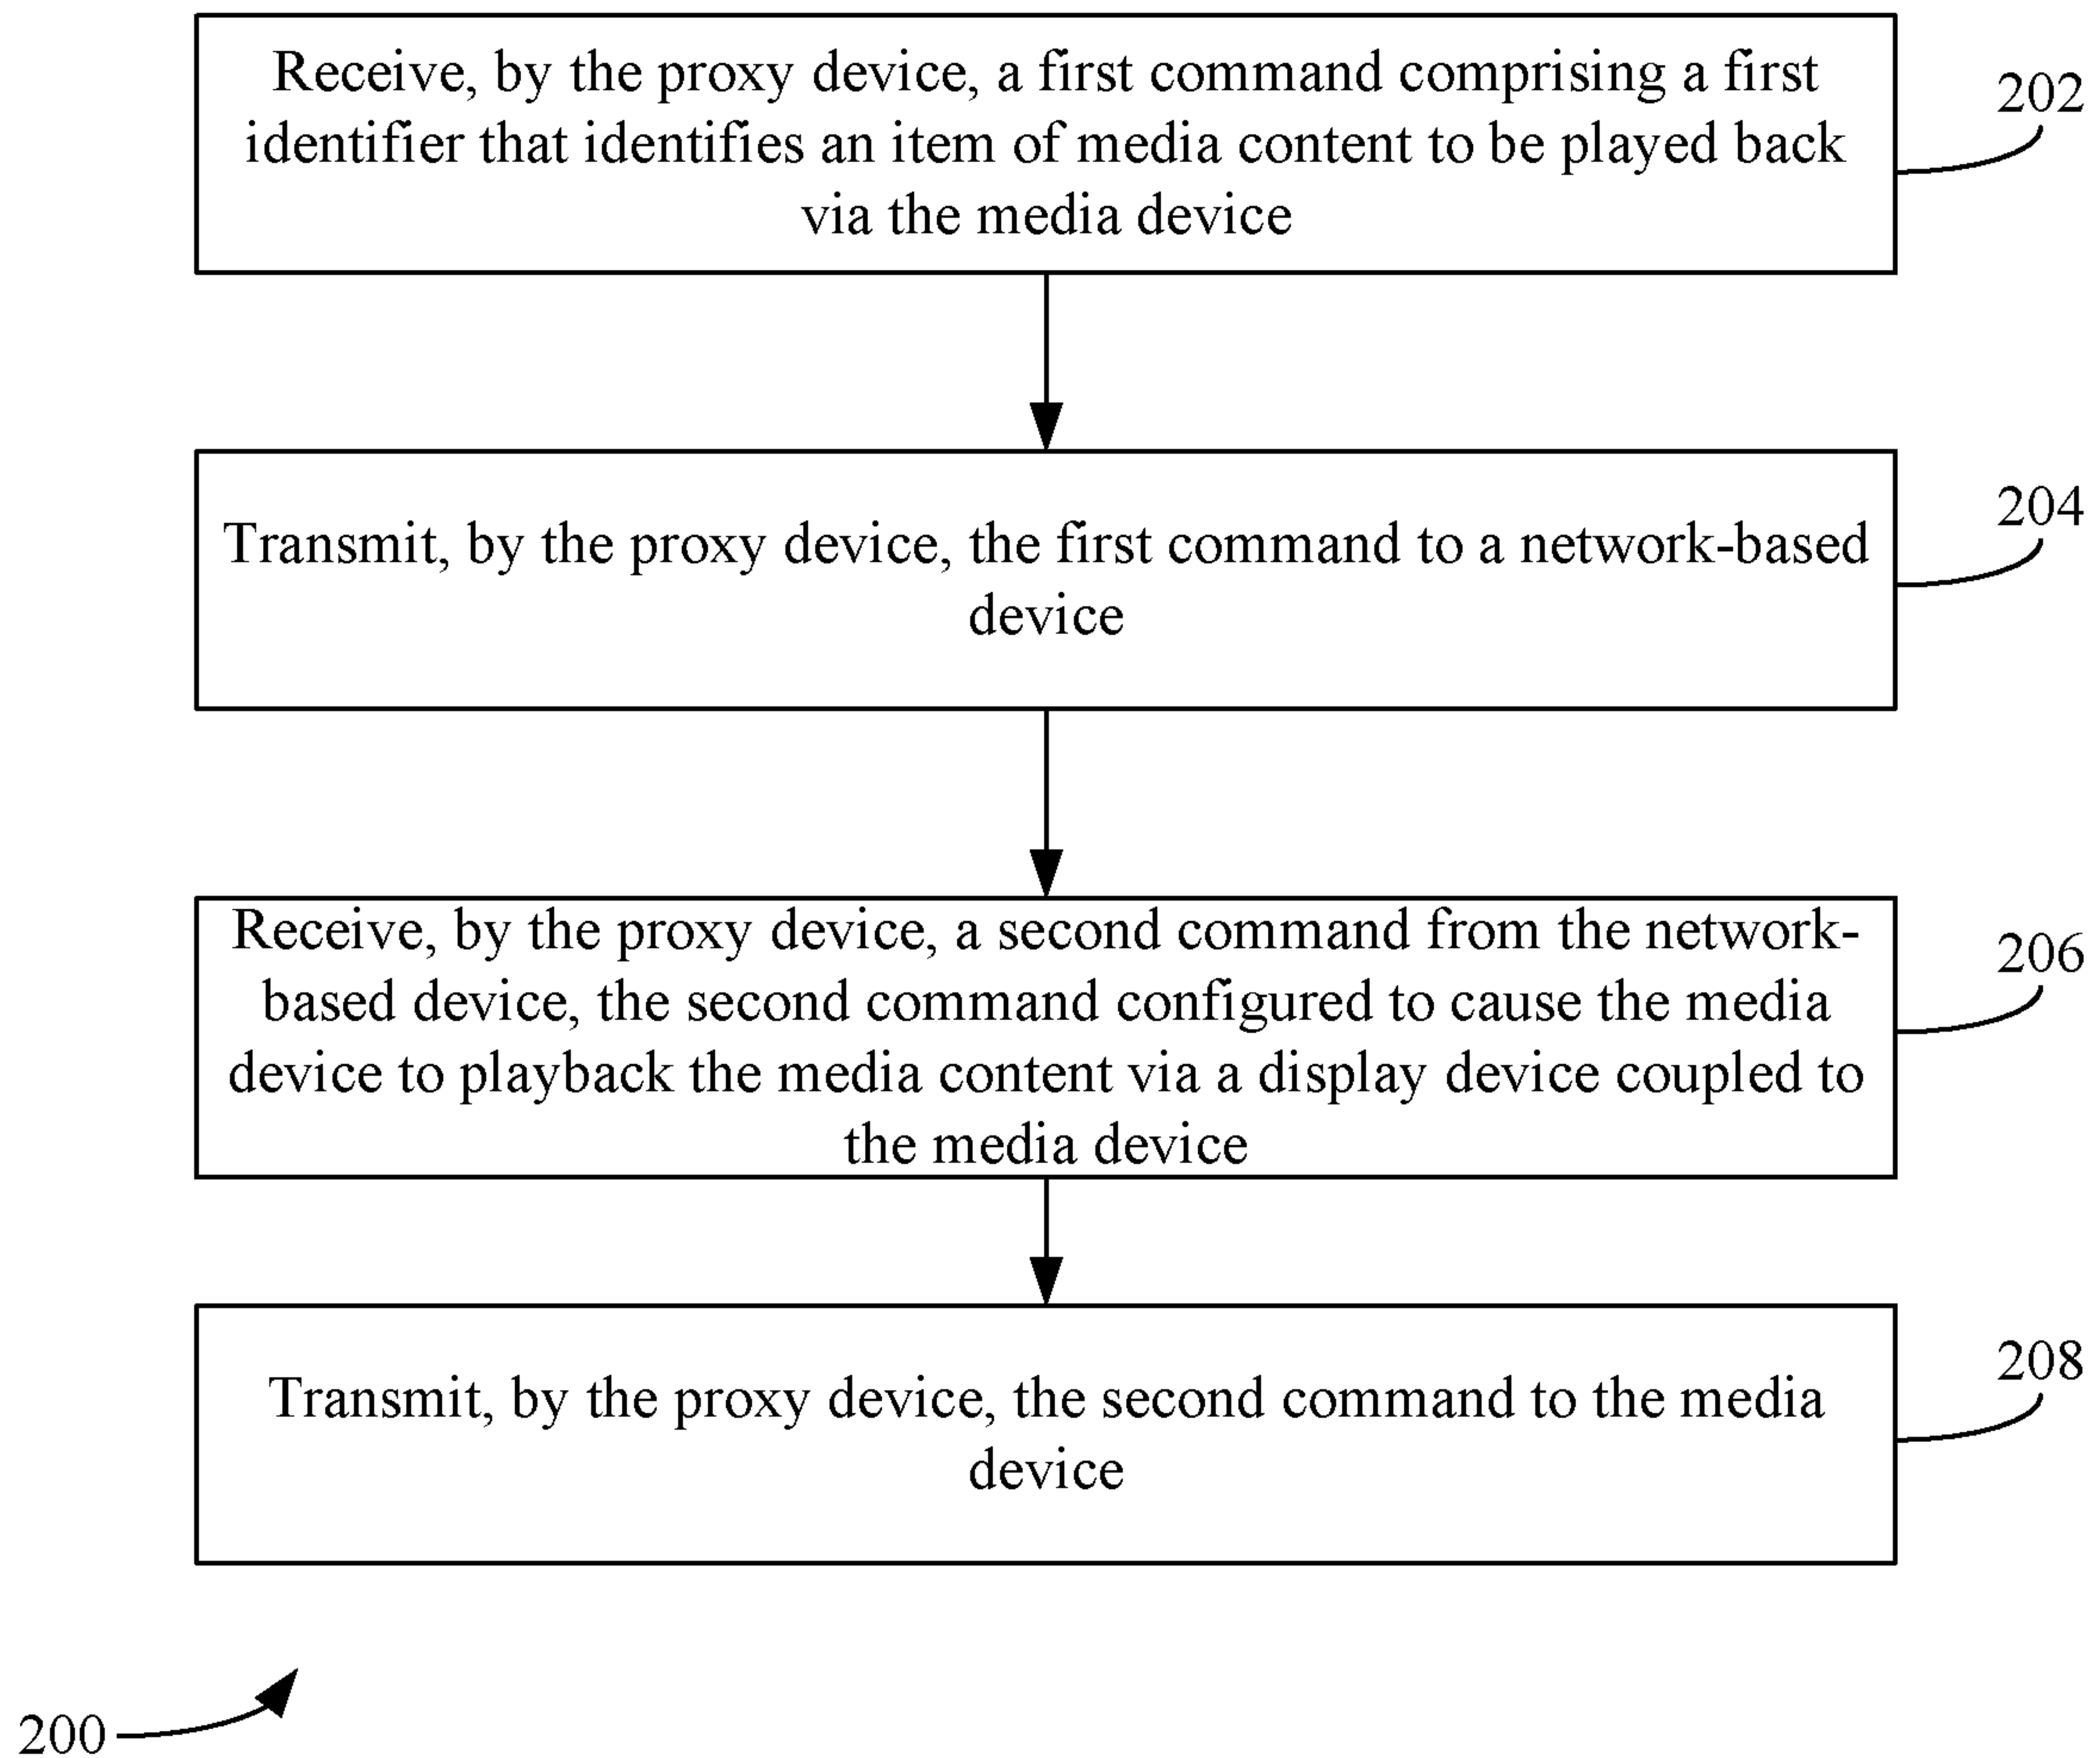 Receive, by the proxy device, a first command comprising a first
identifier that identifies an item of media content to be played back
via the media device
202
Transmit, by the proxy device, the first command to a network-based
device
204
Receive, by the proxy device, a second command from the network-
based device, the second command configured to cause the media
device to playback the media content via a display device coupled to
the media device
206
Transmit, by the proxy device, the second command to the media
device
208
200